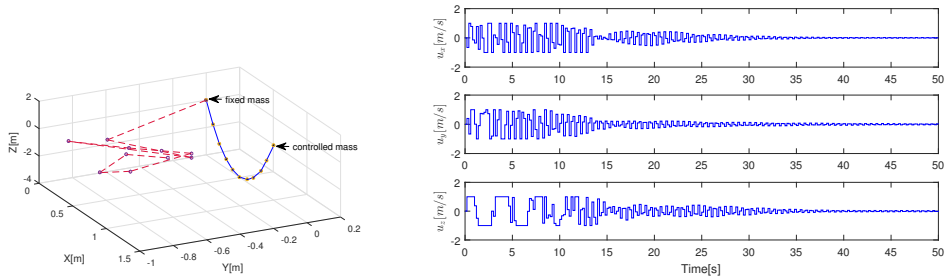 2
0
-2
-4
Z[m]
0
0.5
1
1.5
X[m]
-1
-0.8
-0.6
-0.4
-0.2
0
0.2
Y[m]
fixed mass
controlled mass
2
0
-2
u_x[m/s]
0 5 10 15 20 25 30 35 40 45 50
2
0
-2
u_y[m/s]
0 5 10 15 20 25 30 35 40 45 50
2
0
-2
u_z[m/s]
0 5 10 15 20 25 30 35 40 45 50
Time[s]